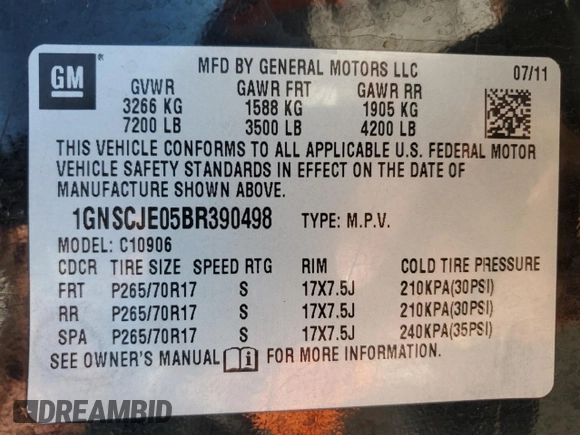 GM ®
MFD BY GENERAL MOTORS LLC 07/11
GVWR GAWR FRT GAWR RR
3266 KG 1588 KG 1905 KG
7200 LB 3500 LB 4200 LB
THIS VEHICLE CONFORMS TO ALL APPLICABLE U.S. FEDERAL MOTOR
VEHICLE SAFETY STANDARDS IN EFFECT ON THE DATE OF
MANUFACTURE SHOWN ABOVE.
1GNSCJE05BR390498 TYPE: M.P.V.
MODEL: C10906
CDCR TIRE SIZE SPEED RTG RIM COLD TIRE PRESSURE
FRT P265/70R17 S 17X7.5J 210KPA(30PSI)
RR P265/70R17 S 17X7.5J 210KPA(30PSI)
SPA P265/70R17 S 17X7.5J 240KPA(35PSI)
SEE OWNER'S MANUAL FOR MORE INFORMATION.
DREAMBID